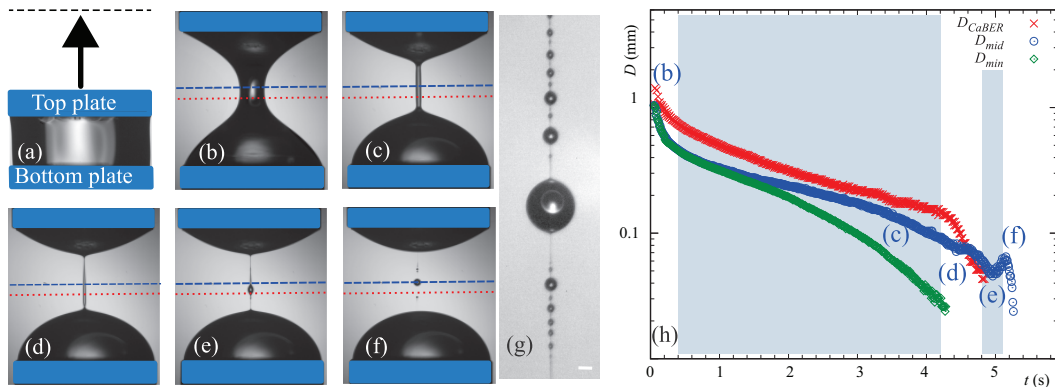 Top plate
(a)
Bottom plate
(b)
(c)
(d)
(e)
(f)
(g)
D (mm)
1
0.1
D_CaBER
D_mid
D_min
(b)
(c)
(d)
(e)
(f)
(h)
0 1 2 3 4 5 t (s)